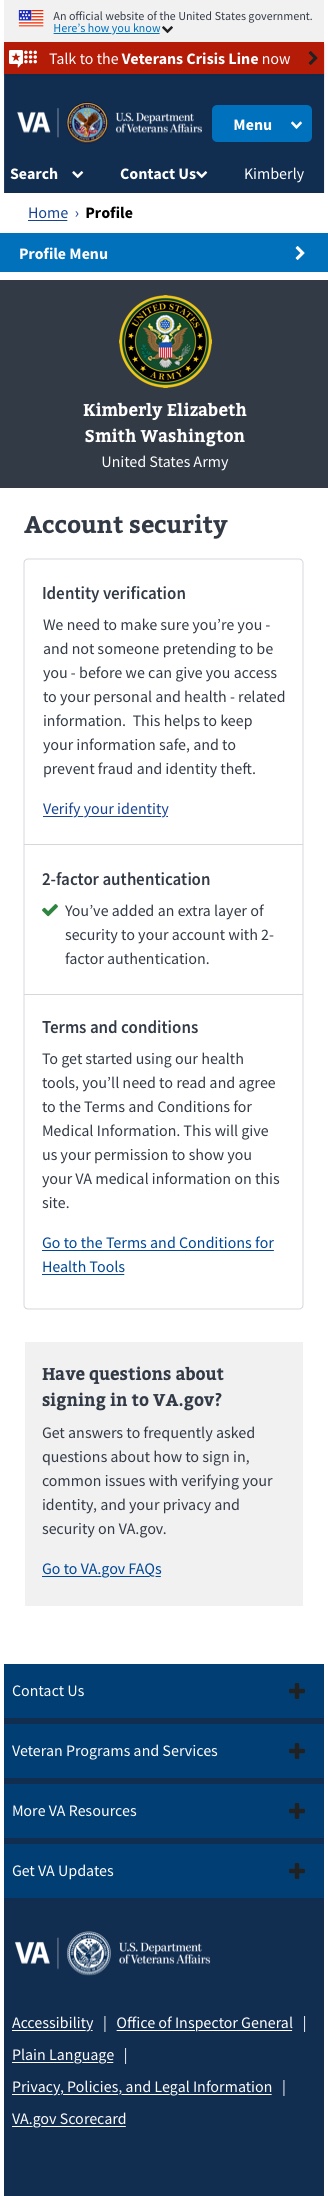 An official website of the United States government.
Here's how you know
Talk to the Veterans Crisis Line now
VA
U.S. Department
of Veterans Affairs
Menu
Search
Contact Us
Kimberly
Home › Profile
Profile Menu
UNITED STATES
ARMY
Kimberly Elizabeth
Smith Washington
United States Army
Account security
Identity verification
We need to make sure you’re you -
and not someone pretending to be
you - before we can give you access
to your personal and health - related
information. This helps to keep
your information safe, and to
prevent fraud and identity theft.
Verify your identity
2-factor authentication
You’ve added an extra layer of
security to your account with 2-
factor authentication.
Terms and conditions
To get started using our health
tools, you’ll need to read and agree
to the Terms and Conditions for
Medical Information. This will give
us your permission to show you
your VA medical information on this
site.
Go to the Terms and Conditions for
Health Tools
Have questions about
signing in to VA.gov?
Get answers to frequently asked
questions about how to sign in,
common issues with verifying your
identity, and your privacy and
security on VA.gov.
Go to VA.gov FAQs
Contact Us
Veteran Programs and Services
More VA Resources
Get VA Updates
VA
U.S. Department
of Veterans Affairs
Accessibility | Office of Inspector General |
Plain Language |
Privacy, Policies, and Legal Information |
VA.gov Scorecard